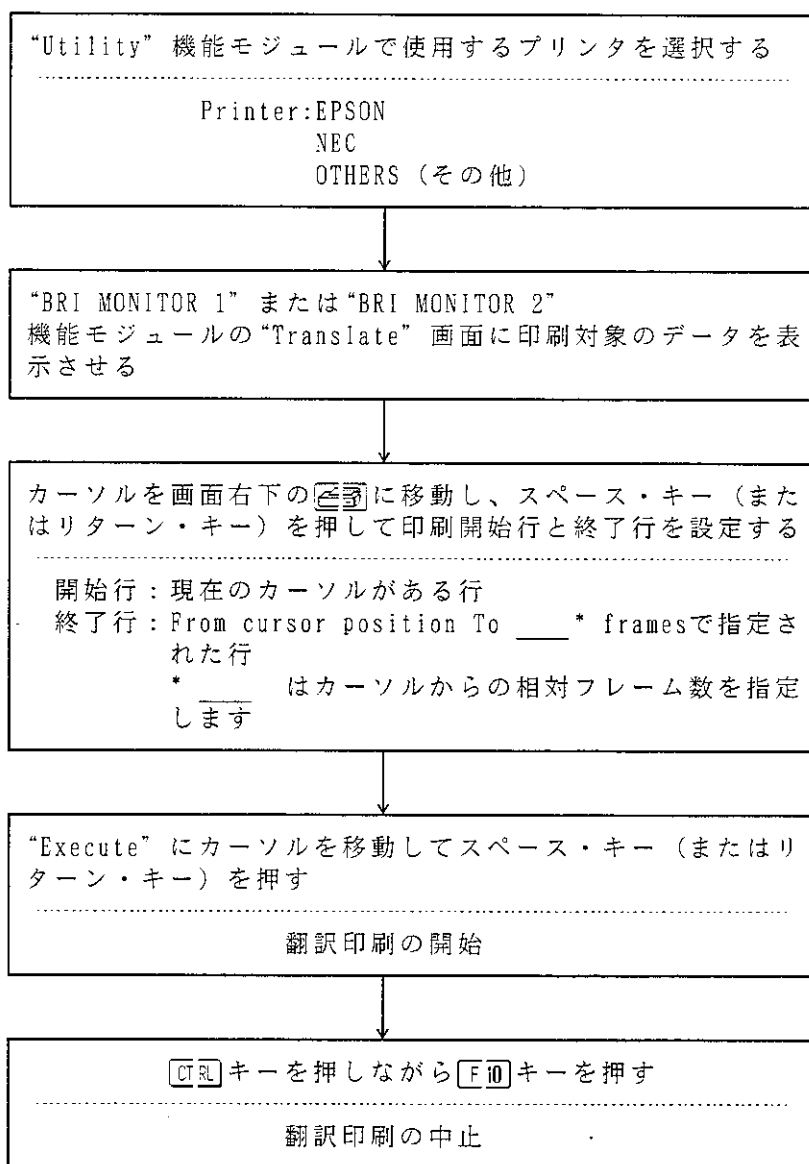 “Utility” 機能モジュールで使用するプリンタを選択する
Printer:EPSON
NEC
OTHERS (その他)
“BRI MONITOR 1” または“BRI MONITOR 2”
機能モジュールの“Translate” 画面に印刷対象のデータを表
示させる
カーソルを画面右下の に移動し、スペース・キー (また
はリターン・キー) を押して印刷開始行と終了行を設定する
開始行：現在のカーソルがある行
終了行：From cursor position To ____* framesで指定さ
れた行
* ____ はカーソルからの相対フレーム数を指定
します
“Execute” にカーソルを移動してスペース・キー (またはリ
ターン・キー) を押す
翻訳印刷の開始
CTRLキーを押しながらF10キーを押す
翻訳印刷の中止